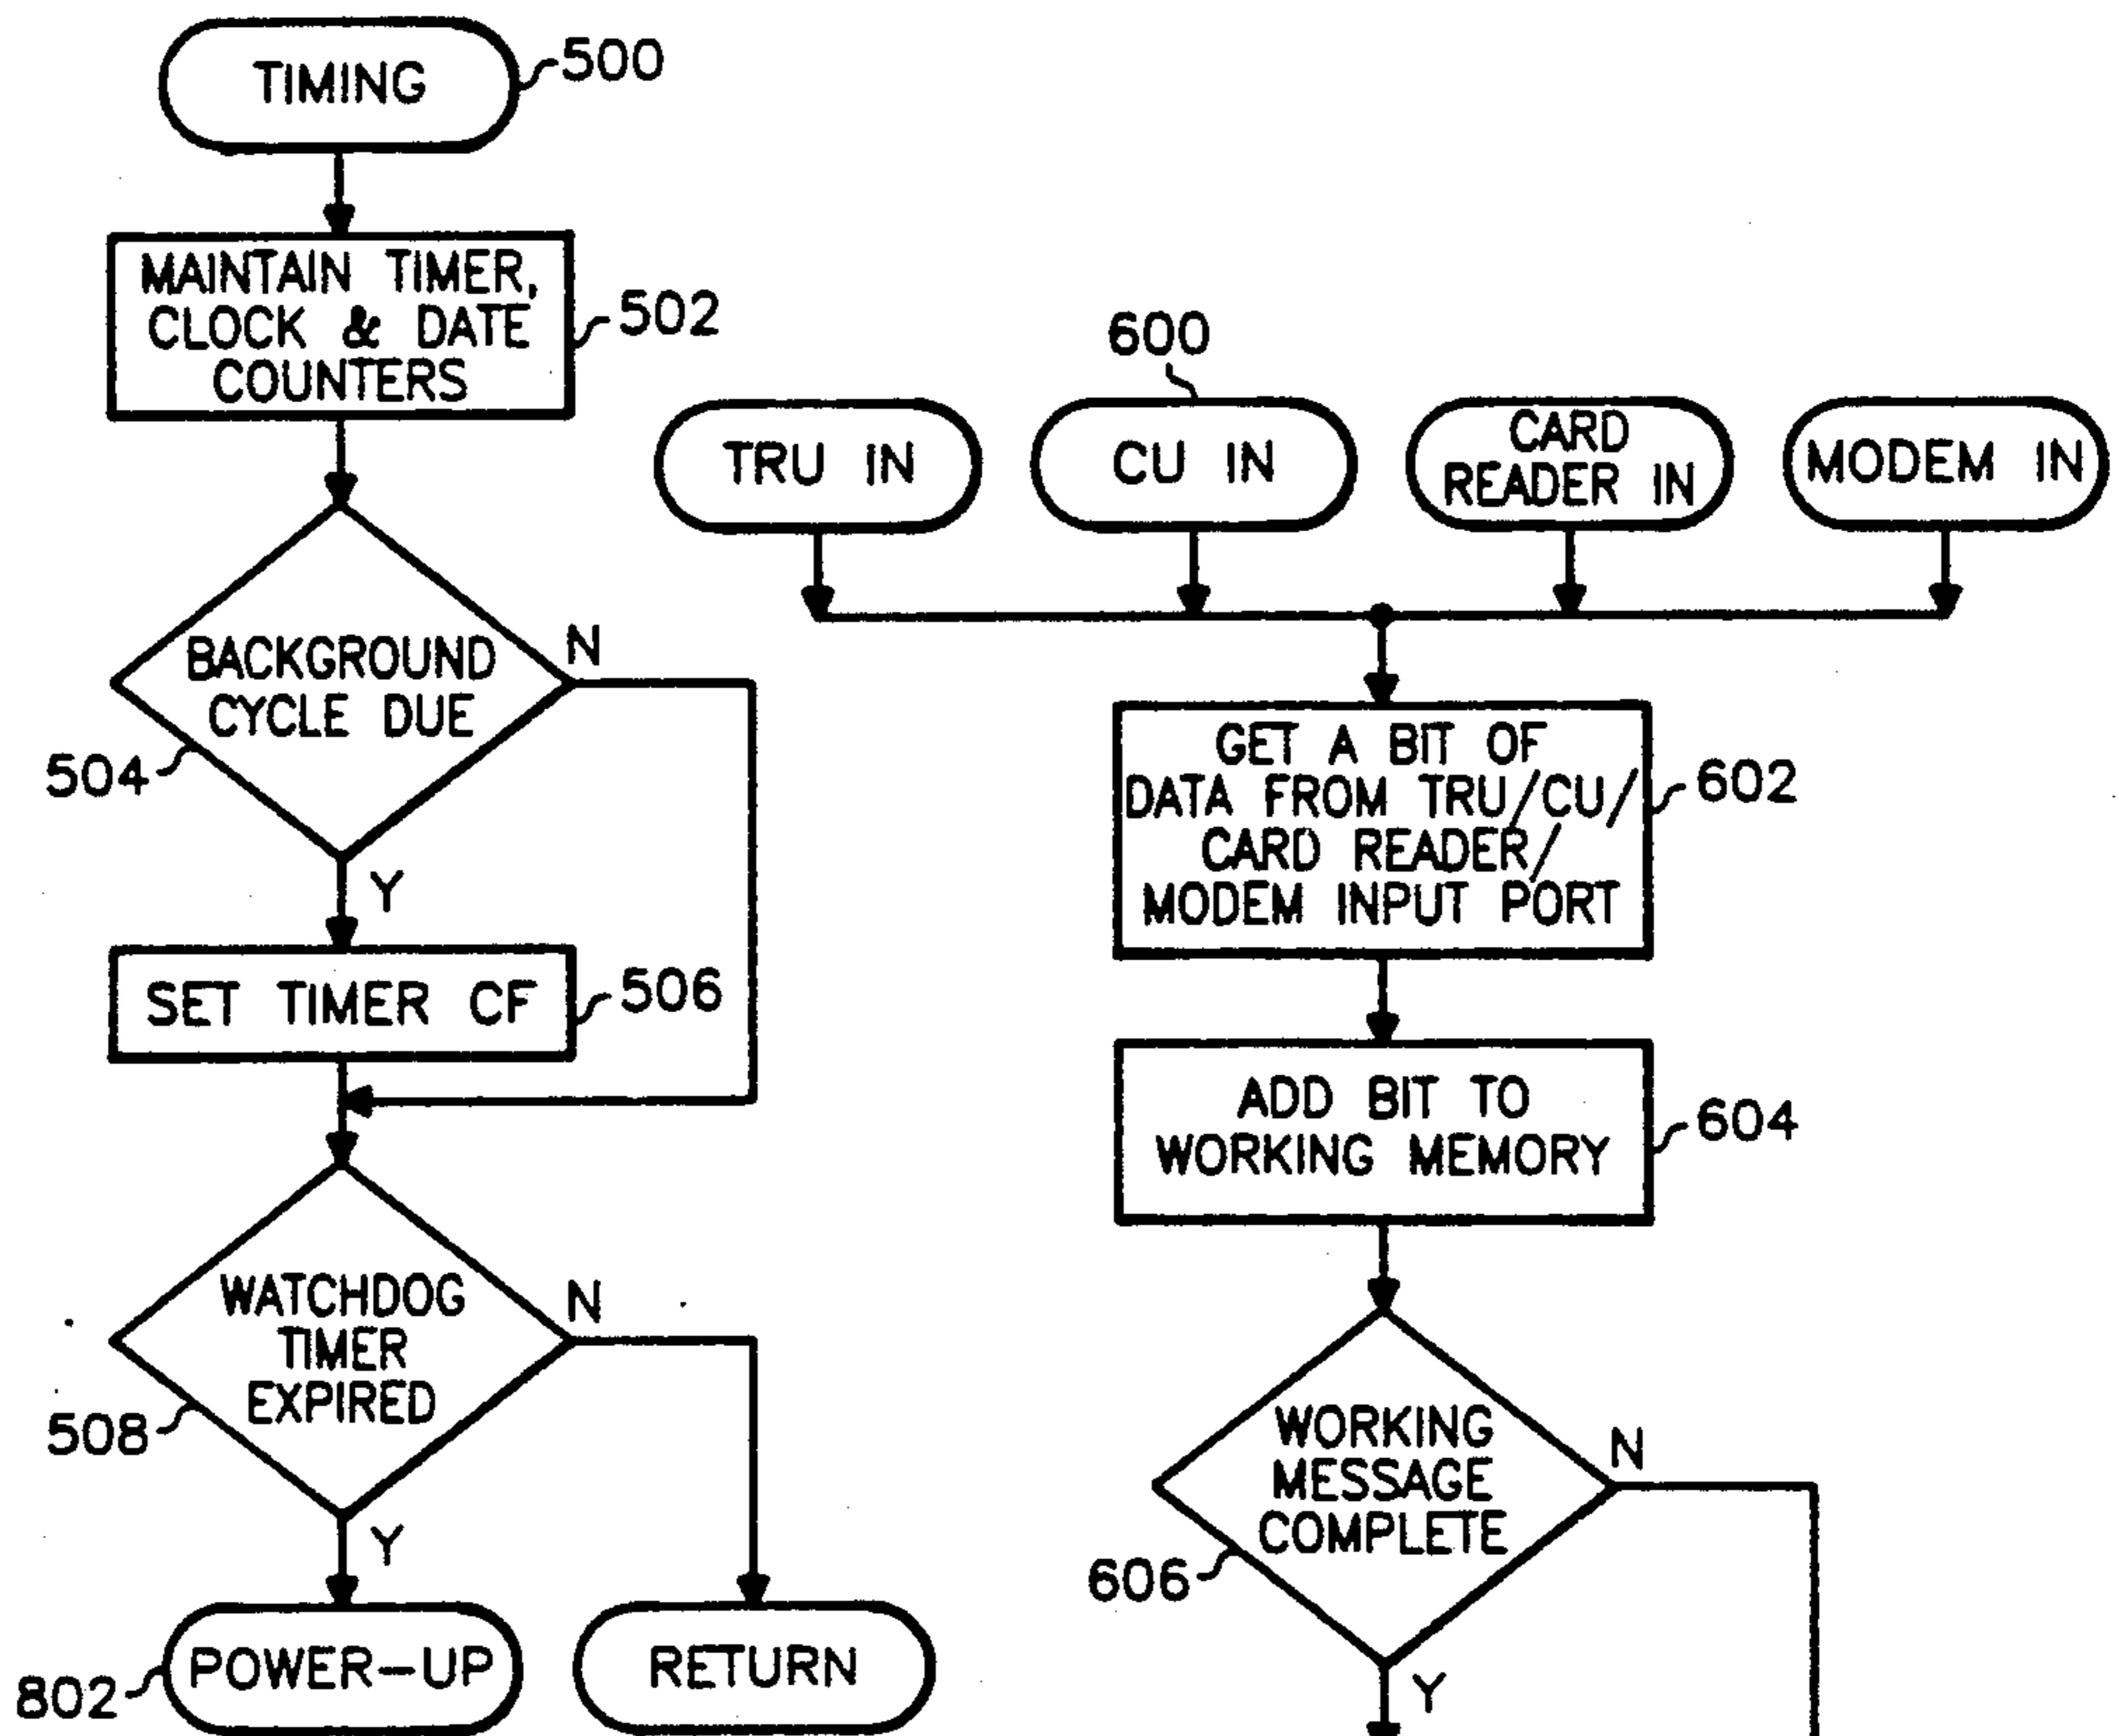 TIMING
500
MAINTAIN TIMER,
CLOCK & DATE
COUNTERS
502
BACKGROUND
CYCLE DUE
N
504
Y
SET TIMER CF
506
WATCHDOG
TIMER
EXPIRED
N
508
Y
POWER-UP
802
RETURN
600
TRU IN
CU IN
CARD
READER IN
MODEM IN
GET A BIT OF
DATA FROM TRU/CU/
CARD READER/
MODEM INPUT PORT
602
ADD BIT TO
WORKING MEMORY
604
WORKING
MESSAGE
COMPLETE
N
606
Y